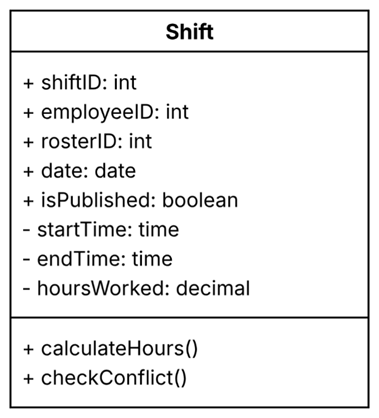 Shift
+ shiftID: int
+ employeeID: int
+ rosterID: int
+ date: date
+ isPublished: boolean
- startTime: time
- endTime: time
- hoursWorked: decimal
+ calculateHours()
+ checkConflict()